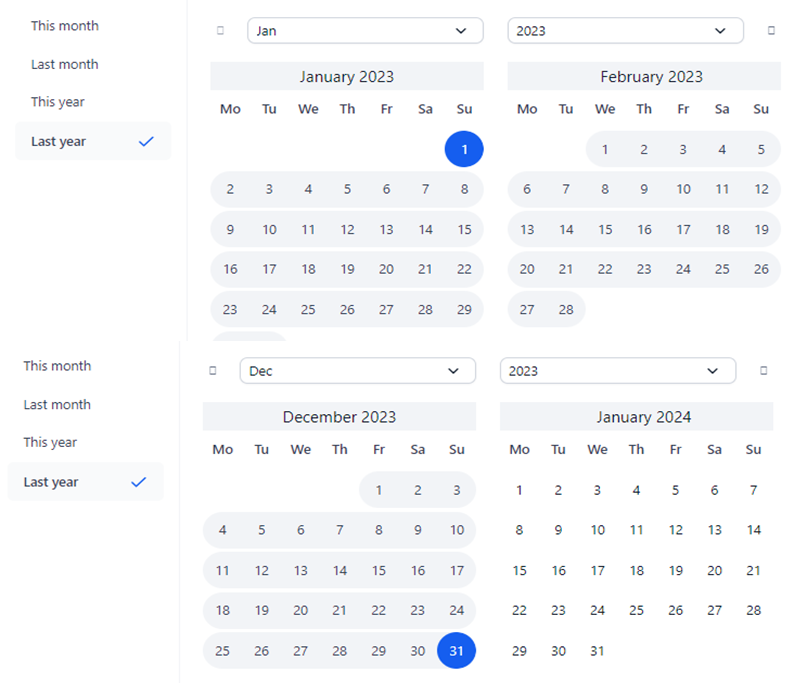 This month
Last month
This year
Last year
Jan 2023
January 2023
Mo Tu We Th Fr Sa Su
1
2 3 4 5 6 7 8
9 10 11 12 13 14 15
16 17 18 19 20 21 22
23 24 25 26 27 28 29
February 2023
Mo Tu We Th Fr Sa Su
1 2 3 4 5
6 7 8 9 10 11 12
13 14 15 16 17 18 19
20 21 22 23 24 25 26
27 28
This month
Last month
This year
Last year
Dec 2023
December 2023
Mo Tu We Th Fr Sa Su
1 2 3
4 5 6 7 8 9 10
11 12 13 14 15 16 17
18 19 20 21 22 23 24
25 26 27 28 29 30 31
January 2024
Mo Tu We Th Fr Sa Su
1 2 3 4 5 6 7
8 9 10 11 12 13 14
15 16 17 18 19 20 21
22 23 24 25 26 27 28
29 30 31